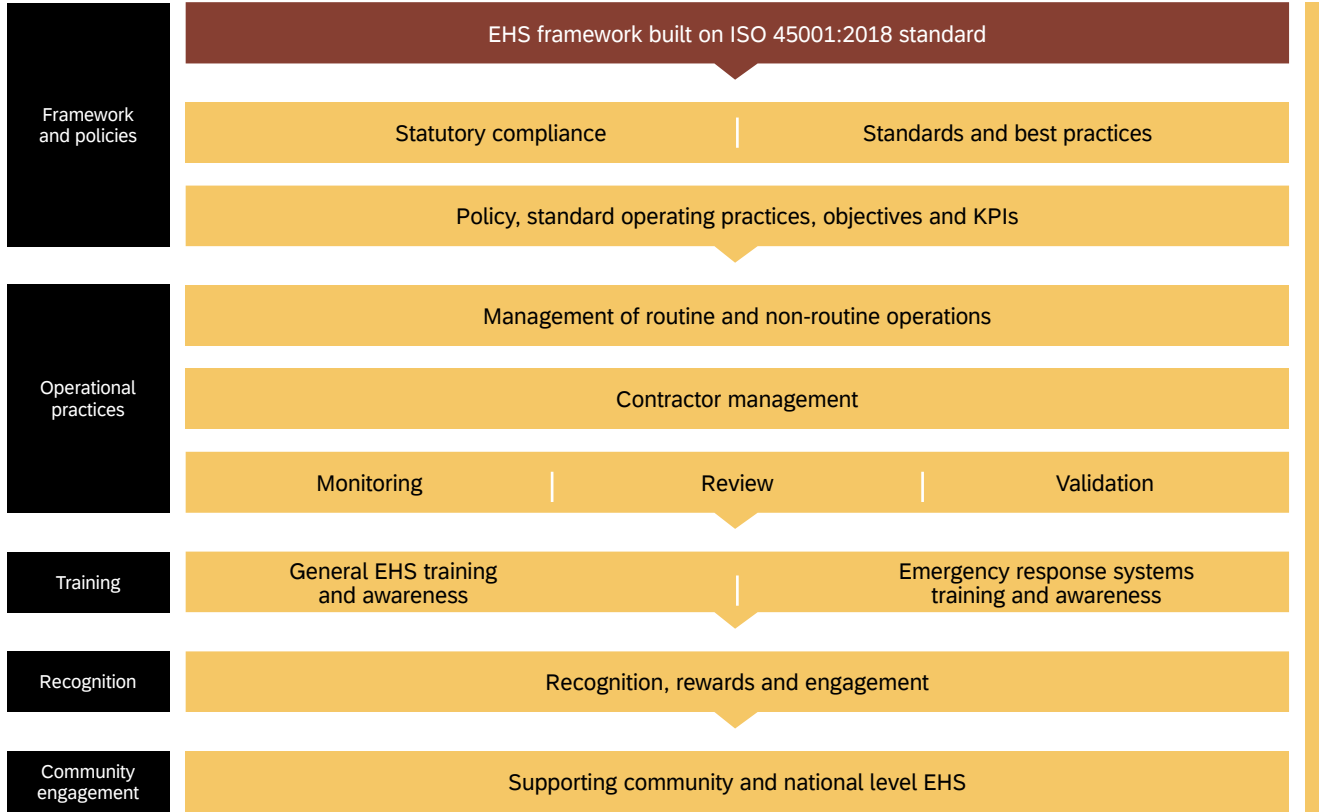 Framework
and policies
EHS framework built on ISO 45001:2018 standard
Statutory compliance
Standards and best practices
Policy, standard operating practices, objectives and KPIs
Operational
practices
Management of routine and non-routine operations
Contractor management
Monitoring
Review
Validation
Training
General EHS training
and awareness
Emergency response systems
training and awareness
Recognition
Recognition, rewards and engagement
Community
engagement
Supporting community and national level EHS